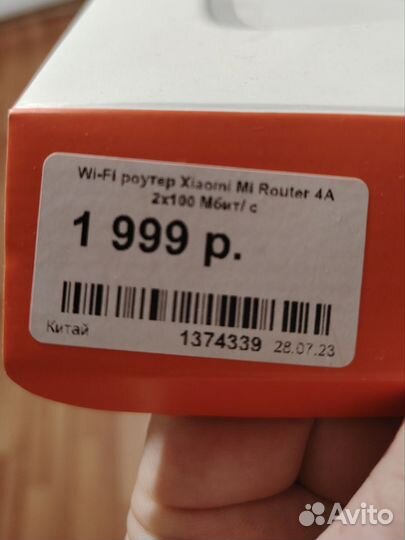 Wi-Fi роутер Xiaomi Mi Router 4A
2x100 Мбит/ с
1 999 р.
Китай
1374339 28.07.23
Avito